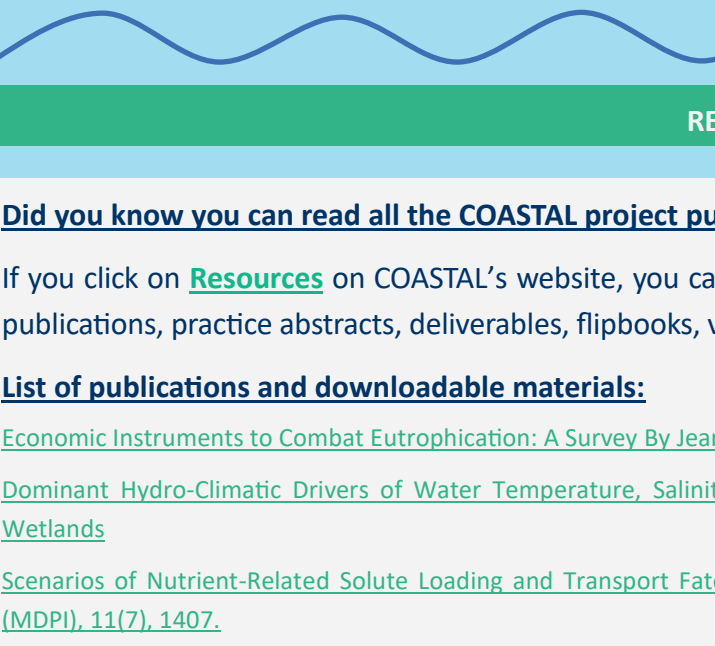 RE
Did you know you can read all the COASTAL project pu
If you click on Resources on COASTAL’s website, you ca
publications, practice abstracts, deliverables, flipbooks, v
List of publications and downloadable materials:
Economic Instruments to Combat Eutrophication: A Survey By Jean
Dominant Hydro-Climatic Drivers of Water Temperature, Salinit
Wetlands
Scenarios of Nutrient-Related Solute Loading and Transport Fate
(MDPI), 11(7), 1407.